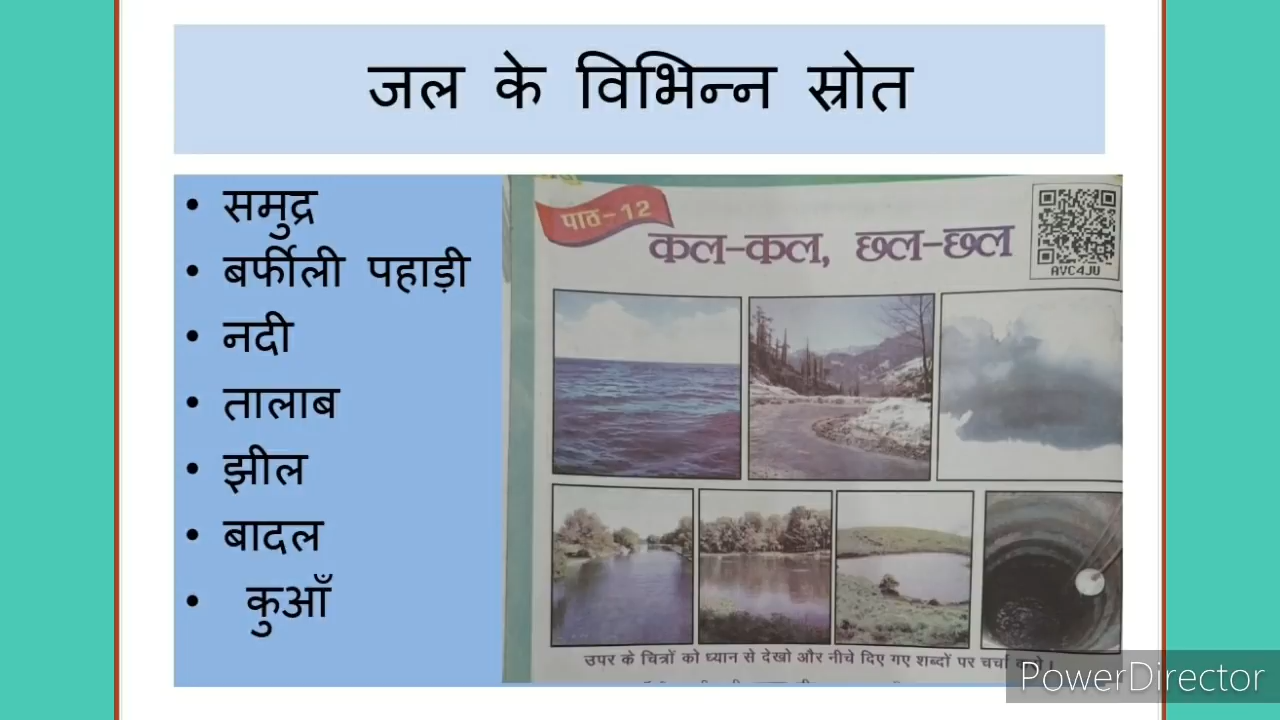 जल के विभिन्न स्रोत
• समुद्र
• बर्फीली पहाड़ी
• नदी
• तालाब
• झील
• बादल
• कुआँ
पाठ-12
कल-कल, छल-छल
AVC4JU
उपर के चित्रों को ध्यान से देखो और नीचे दिए गए शब्दों पर चर्चा
PowerDirector